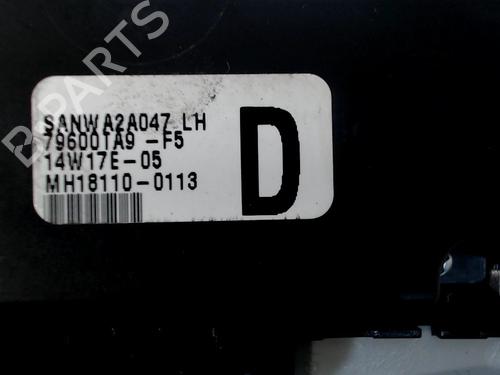 B-PARTS
SANWA2A047 LH
79600TA9 -F5
14W17E-05
MH18110-0113
D